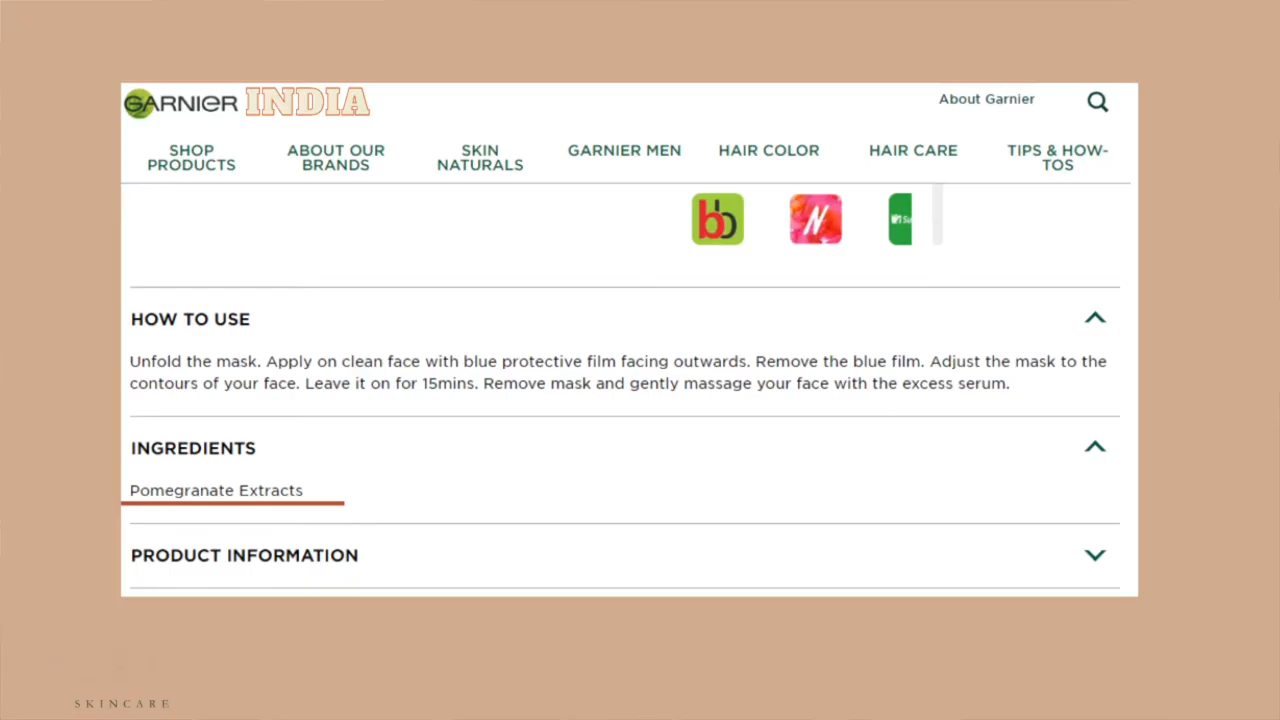 GARNIER INDIA
About Garnier
SHOP PRODUCTS
ABOUT OUR BRANDS
SKIN NATURALS
GARNIER MEN
HAIR COLOR
HAIR CARE
TIPS & HOW-TOS
bb
N
Su
HOW TO USE
Unfold the mask. Apply on clean face with blue protective film facing outwards. Remove the blue film. Adjust the mask to the
contours of your face. Leave it on for 15mins. Remove mask and gently massage your face with the excess serum.
INGREDIENTS
Pomegranate Extracts
PRODUCT INFORMATION
SKINCARE